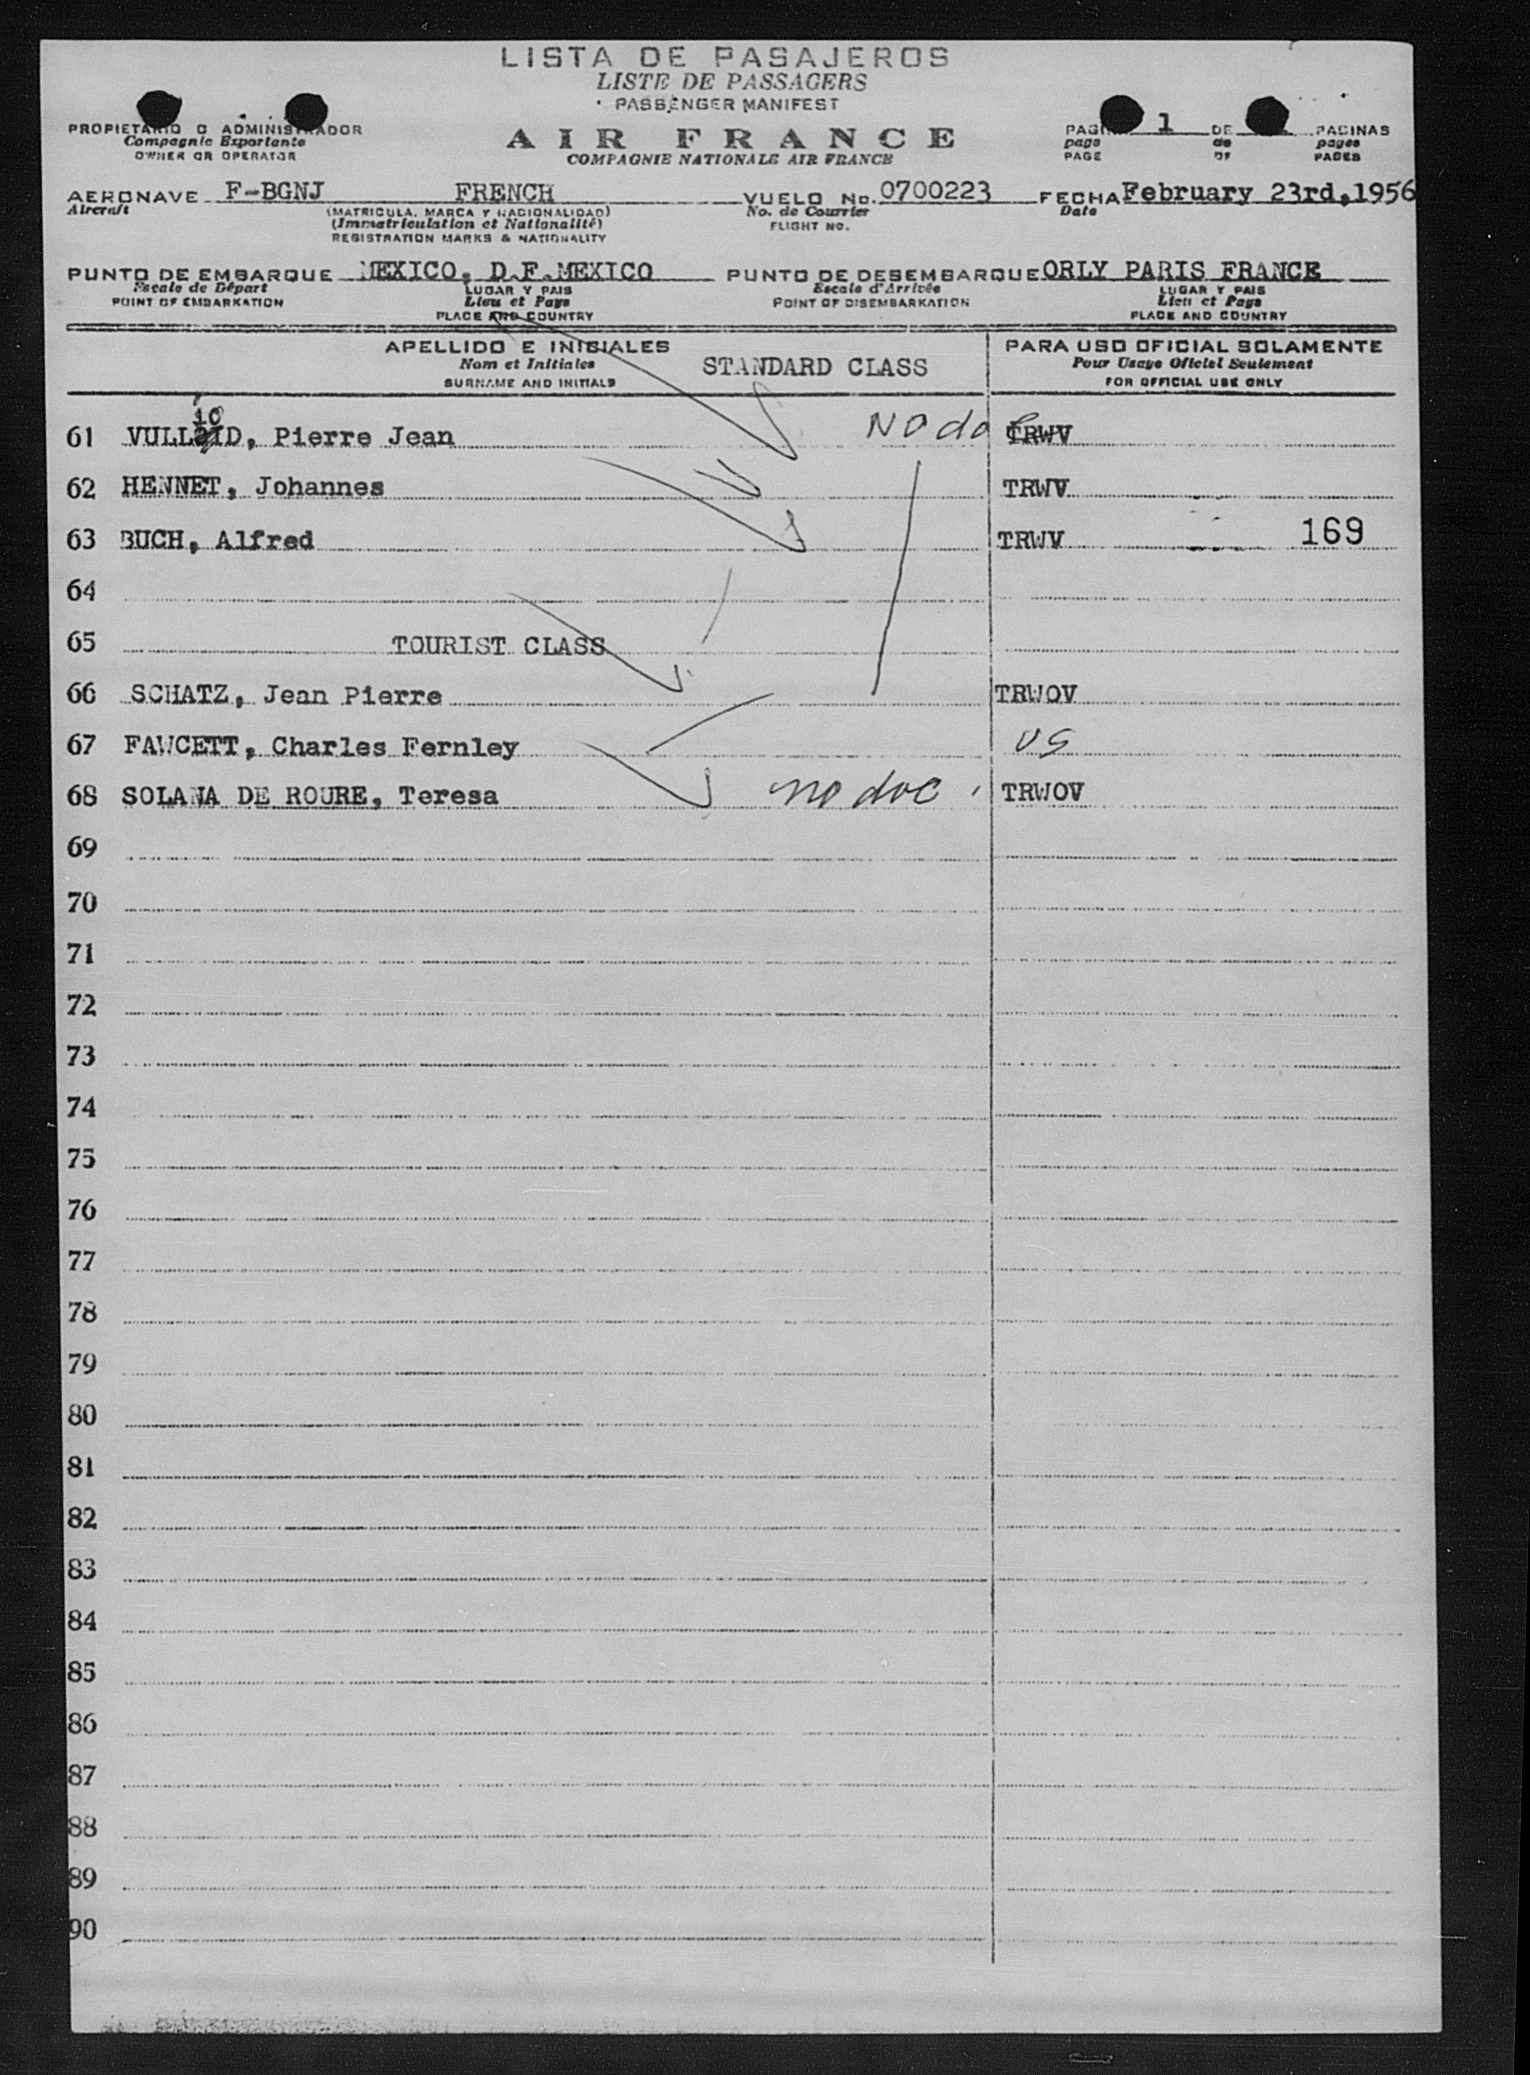 LISTA DE PASAJEROS
LISTE DE PASSAGERS
PASSENGER MANIFEST
PROPIETARIO O ADMINISTRADOR
Compagnie Exportante
OWNER OR OPERATOR
AIR FRANCE
COMPAGNIE NATIONALE AIR FRANCE
PAGINA 1 DE PAGINAS
page de pages
PAGE OF PAGES
AERONAVE F-BGNJ FRENCH VUELO No. 0700223 FECHA February 23rd,1956
Aircraft (MATRICULA, MARCA Y NACIONALIDAD) No. de Courrier Date
(Immatriculation et Nationalité) FLIGHT NO.
REGISTRATION MARKS & NATIONALITY
PUNTO DE EMBARQUE MEXICO, D.F.MEXICO PUNTO DE DESEMBARQUE ORLY PARIS FRANCE
Escale de Départ LUGAR Y PAIS Escale d'Arrivée LUGAR Y PAIS
POINT OF EMBARKATION Lieu et Pays POINT OF DISEMBARKATION Lieu et Pays
PLACE AND COUNTRY PLACE AND COUNTRY
APELLIDO E INICIALES PARA USO OFICIAL SOLAMENTE
Nom et Initiales STANDARD CLASS Pour Usage Oficiel Seulement
SURNAME AND INITIALS FOR OFFICIAL USE ONLY
io
61 VULLOID, Pierre Jean No doc TRWV
62 HENNET, Johannes TRWV
63 BUCH, Alfred TRWV 169
64
65 TOURIST CLASS
66 SCHATZ, Jean Pierre TRWOV
67 FAWCETT, Charles Fernley US
68 SOLANA DE ROURE, Teresa no doc TRWOV
69
70
71
72
73
74
75
76
77
78
79
80
81
82
83
84
85
86
87
88
89
90